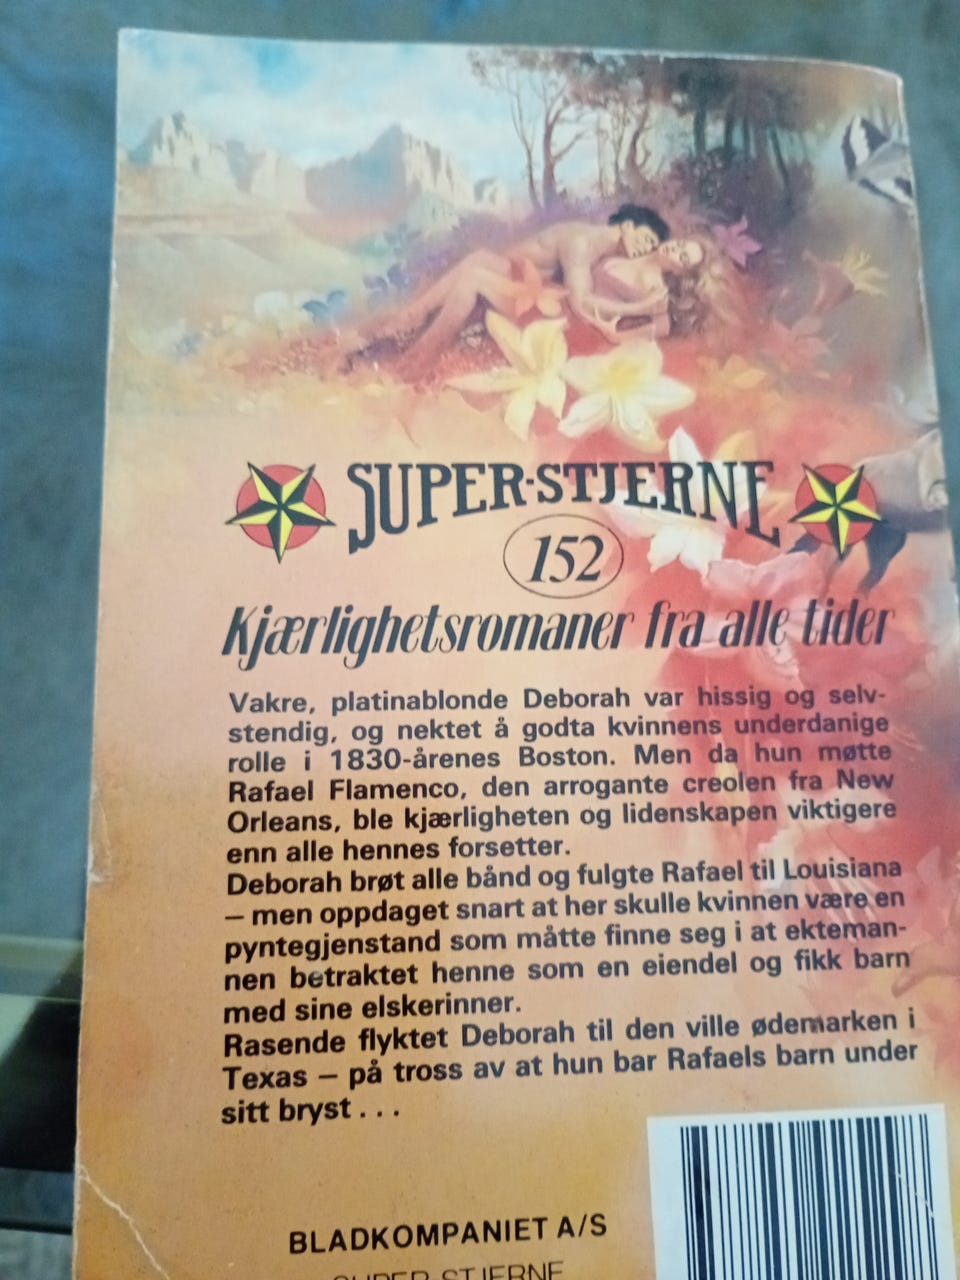 SUPER-STJERNE
152
Kjærlighetsromaner fra alle tider
Vakre, platinablonde Deborah var hissig og selv-
stendig, og nektet å godta kvinnens underdanige
rolle i 1830-årenes Boston. Men da hun møtte
Rafael Flamenco, den arrogante creolen fra New
Orleans, ble kjærligheten og lidenskapen viktigere
enn alle hennes forsetter.
Deborah brøt alle bånd og fulgte Rafael til Louisiana
– men oppdaget snart at her skulle kvinnen være en
pyntegjenstand som måtte finne seg i at ekteman-
nen betraktet henne som en eiendel og fikk barn
med sine elskerinner.
Rasende flyktet Deborah til den ville ødemarken i
Texas – på tross av at hun bar Rafaels barn under
sitt bryst . . .
BLADKOMPANIET A/S
SUPER-STJERNE